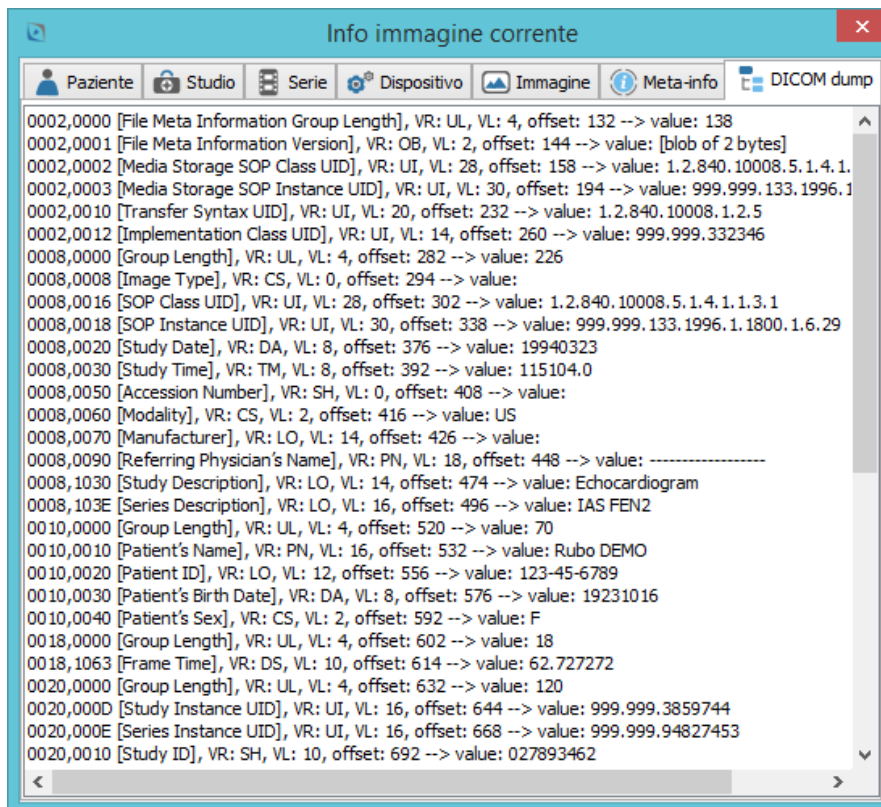 Info immagine corrente
Paziente Studio Serie Dispositivo Immagine Meta-info DICOM dump
0002,0000 [File Meta Information Group Length], VR: UL, VL: 4, offset: 132 --> value: 138
0002,0001 [File Meta Information Version], VR: OB, VL: 2, offset: 144 --> value: [blob of 2 bytes]
0002,0002 [Media Storage SOP Class UID], VR: UI, VL: 28, offset: 158 --> value: 1.2.840.10008.5.1.4.1.
0002,0003 [Media Storage SOP Instance UID], VR: UI, VL: 30, offset: 194 --> value: 999.999.133.1996.1
0002,0010 [Transfer Syntax UID], VR: UI, VL: 20, offset: 232 --> value: 1.2.840.10008.1.2.5
0002,0012 [Implementation Class UID], VR: UI, VL: 14, offset: 260 --> value: 999.999.332346
0008,0000 [Group Length], VR: UL, VL: 4, offset: 282 --> value: 226
0008,0008 [Image Type], VR: CS, VL: 0, offset: 294 --> value:
0008,0016 [SOP Class UID], VR: UI, VL: 28, offset: 302 --> value: 1.2.840.10008.5.1.4.1.1.3.1
0008,0018 [SOP Instance UID], VR: UI, VL: 30, offset: 338 --> value: 999.999.133.1996.1.1800.1.6.29
0008,0020 [Study Date], VR: DA, VL: 8, offset: 376 --> value: 19940323
0008,0030 [Study Time], VR: TM, VL: 8, offset: 392 --> value: 115104.0
0008,0050 [Accession Number], VR: SH, VL: 0, offset: 408 --> value:
0008,0060 [Modality], VR: CS, VL: 2, offset: 416 --> value: US
0008,0070 [Manufacturer], VR: LO, VL: 14, offset: 426 --> value:
0008,0090 [Referring Physician's Name], VR: PN, VL: 18, offset: 448 --> value: ------------------
0008,1030 [Study Description], VR: LO, VL: 14, offset: 474 --> value: Echocardiogram
0008,103E [Series Description], VR: LO, VL: 16, offset: 496 --> value: IAS FEN2
0010,0000 [Group Length], VR: UL, VL: 4, offset: 520 --> value: 70
0010,0010 [Patient's Name], VR: PN, VL: 16, offset: 532 --> value: Rubo DEMO
0010,0020 [Patient ID], VR: LO, VL: 12, offset: 556 --> value: 123-45-6789
0010,0030 [Patient's Birth Date], VR: DA, VL: 8, offset: 576 --> value: 19231016
0010,0040 [Patient's Sex], VR: CS, VL: 2, offset: 592 --> value: F
0018,0000 [Group Length], VR: UL, VL: 4, offset: 602 --> value: 18
0018,1063 [Frame Time], VR: DS, VL: 10, offset: 614 --> value: 62.727272
0020,0000 [Group Length], VR: UL, VL: 4, offset: 632 --> value: 120
0020,000D [Study Instance UID], VR: UI, VL: 16, offset: 644 --> value: 999.999.3859744
0020,000E [Series Instance UID], VR: UI, VL: 16, offset: 668 --> value: 999.999.94827453
0020,0010 [Study ID], VR: SH, VL: 10, offset: 692 --> value: 027893462